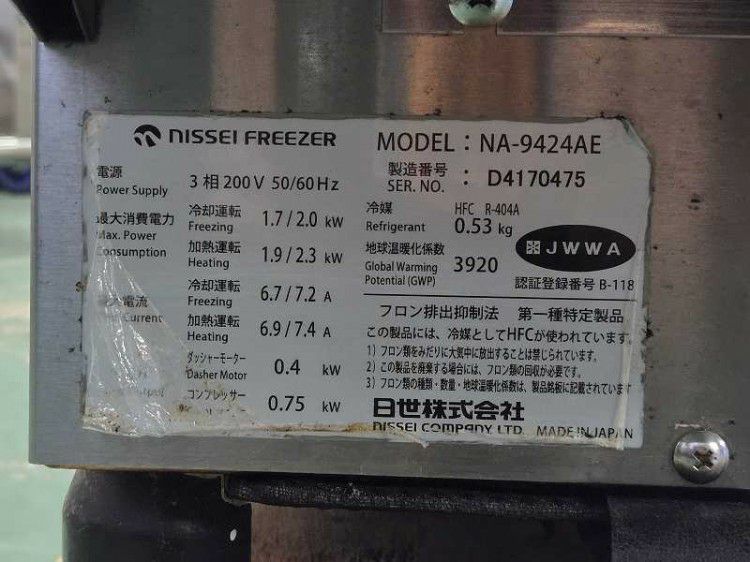 NISSEI FREEZER
MODEL : NA-9424AE
電源
Power Supply
3相200V 50/60Hz
製造番号
SER. NO. : D4170475
最大消費電力
Max. Power
Consumption
冷却運転
Freezing
1.7/2.0 kW
加熱運転
Heating
1.9/2.3 kW
冷媒
Refrigerant
HFC R-404A
0.53 kg
地球温暖化係数
Global Warming
Potential (GWP)
3920
JWWA
認証登録番号 B-118
電流
Current
冷却運転
Freezing
6.7/7.2 A
加熱運転
Heating
6.9/7.4 A
ダッシャーモーター
Dasher Motor
0.4 kW
コンプレッサー
0.75 kW
フロン排出抑制法 第一種特定製品
この製品には、冷媒としてHFCが使われています。
1) フロン類をみだりに大気中に放出することは禁じられています。
2) この製品を廃棄する場合には、フロン類の回収が必要です。
3) フロン類の種類・数量・地球温暖化係数は、製品銘板に記載されています
日世株式会社
NISSEI COMPANY LTD. MADE IN JAPAN